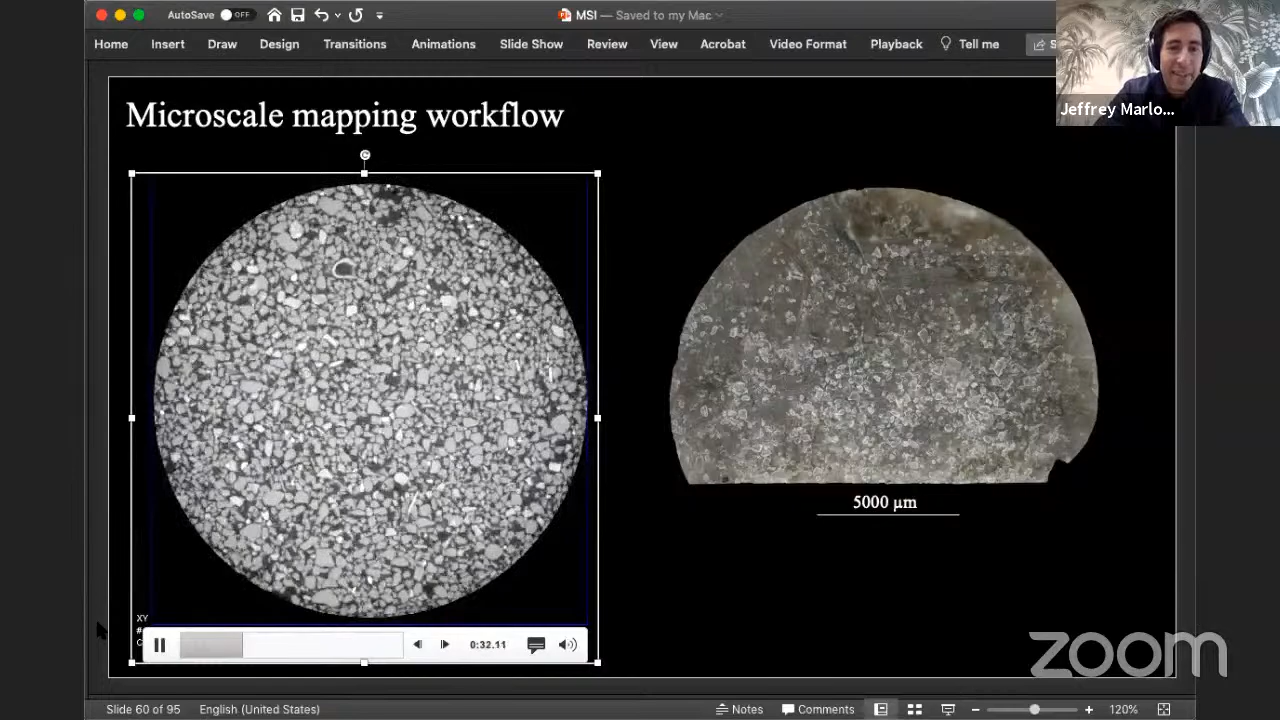 AutoSave OFF MSI — Saved to my Mac
Home Insert Draw Design Transitions Animations Slide Show Review View Acrobat Video Format Playback Tell me
Jeffrey Marlo...
Microscale mapping workflow
5000 µm
XY
#
0:32.11
zoom
Slide 60 of 95 English (United States) Notes Comments 120%